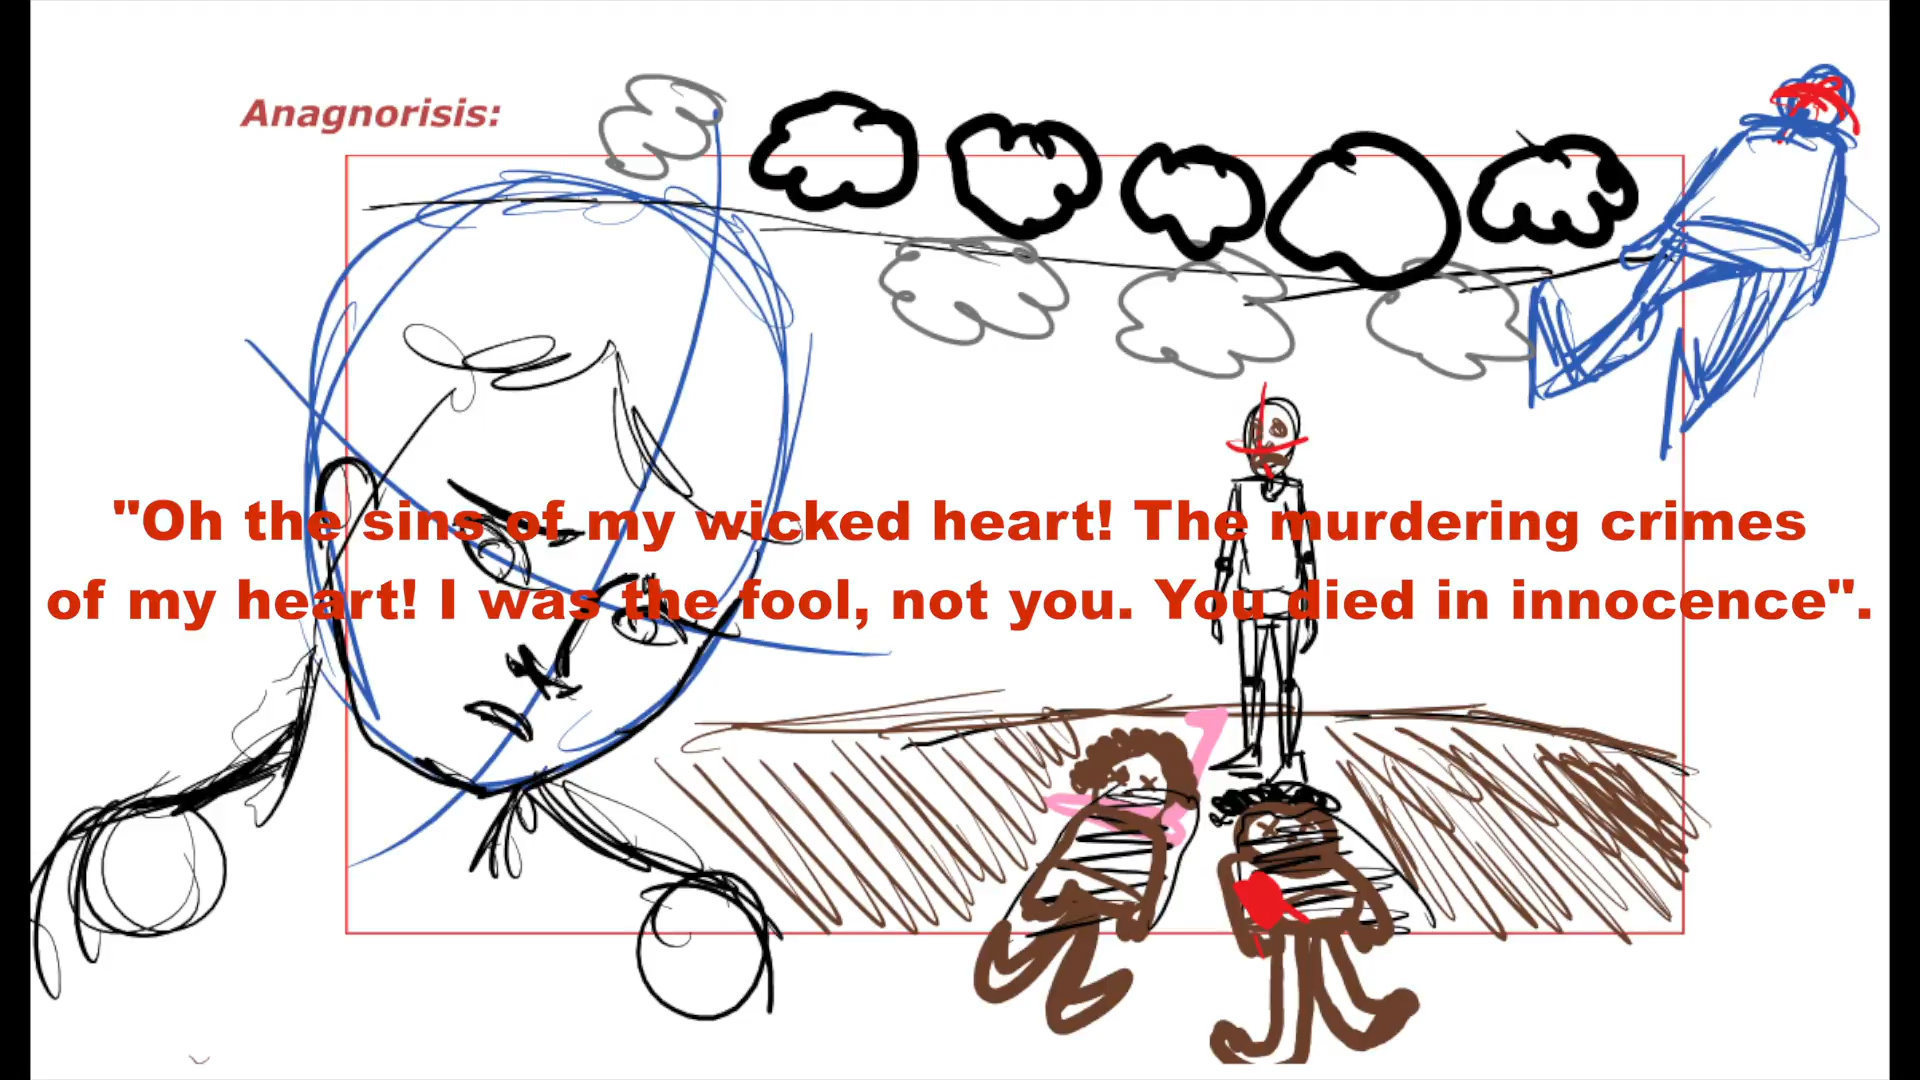 Anagnorisis:
"Oh the sins of my wicked heart! The murdering crimes
of my heart! I was the fool, not you. You died in innocence".